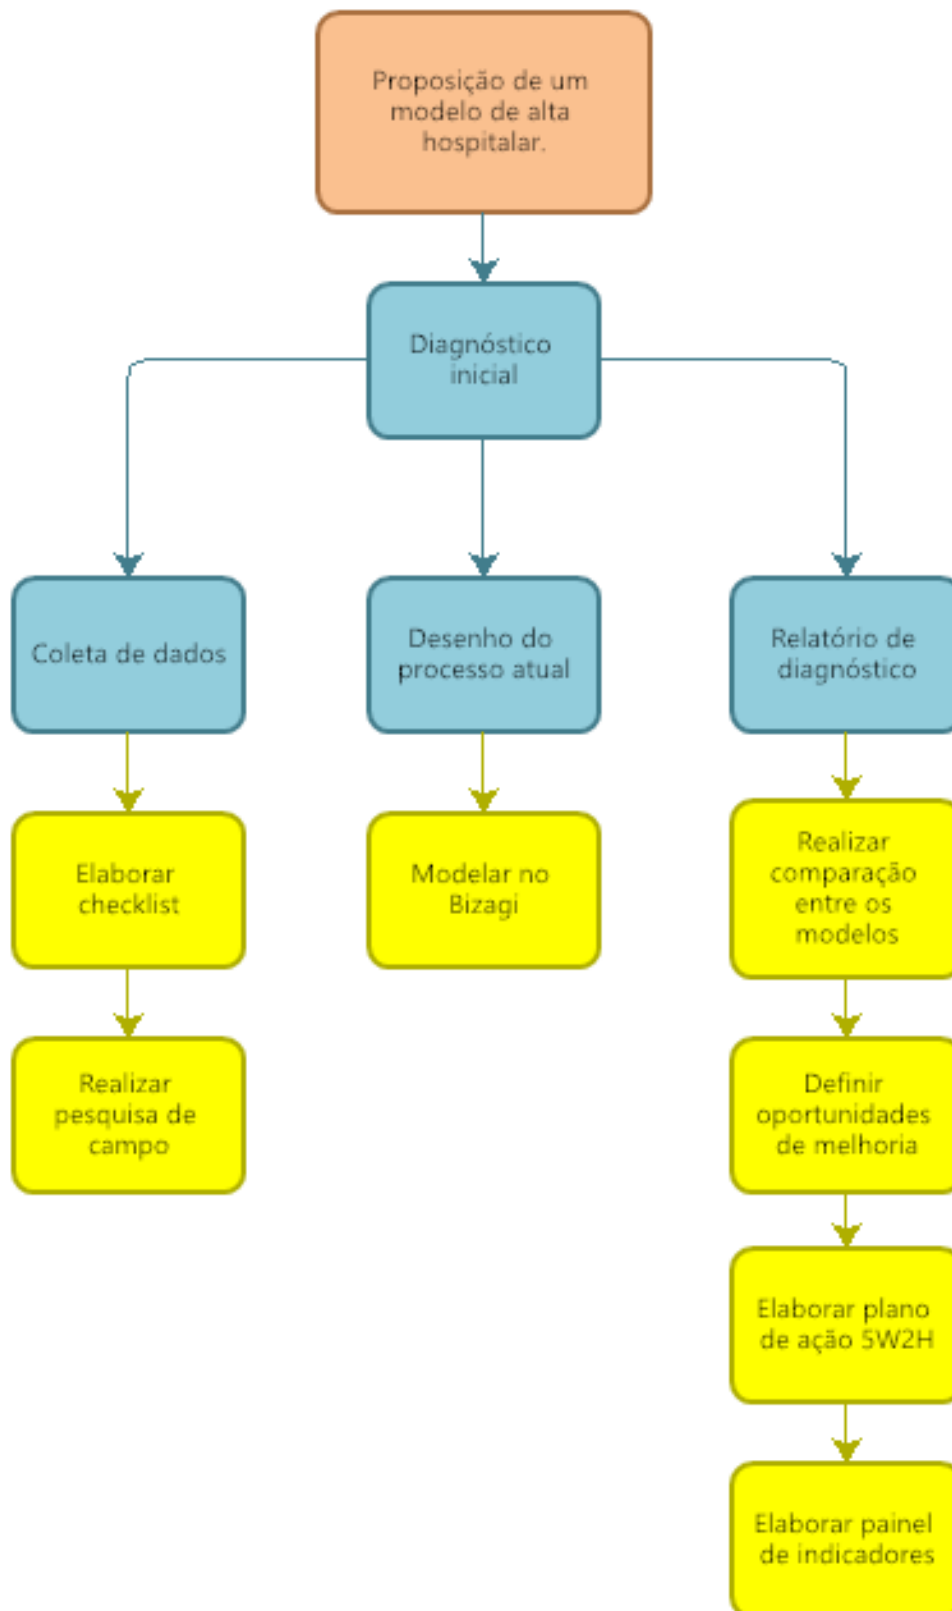 Proposição de um
modelo de alta
hospitalar.
Diagnóstico
inicial
Coleta de dados
Desenho do
processo atual
Relatório de
diagnóstico
Elaborar
checklist
Modelar no
Bizagi
Realizar
comparação
entre os
modelos
Realizar
pesquisa de
campo
Definir
oportunidades
de melhoria
Elaborar plano
de ação 5W2H
Elaborar painel
de indicadores